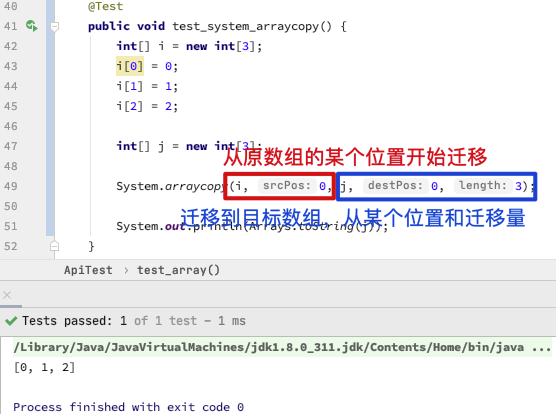 40 @Test
41 public void test_system_arraycopy() {
42 int[] i = new int[3];
43 i[0] = 0;
44 i[1] = 1;
45 i[2] = 2;
46
47 int[] j = new int[3];
从原数组的某个位置开始迁移
48
49 System.arraycopy(i, srcPos: 0, j, destPos: 0, length: 3);
50
迁移到目标数组，从某个位置和迁移量
51 System.out.println(Arrays.toString(j));
52 }
ApiTest › test_array()
Tests passed: 1 of 1 test – 1 ms
/Library/Java/JavaVirtualMachines/jdk1.8.0_311.jdk/Contents/Home/bin/java ...
[0, 1, 2]
Process finished with exit code 0